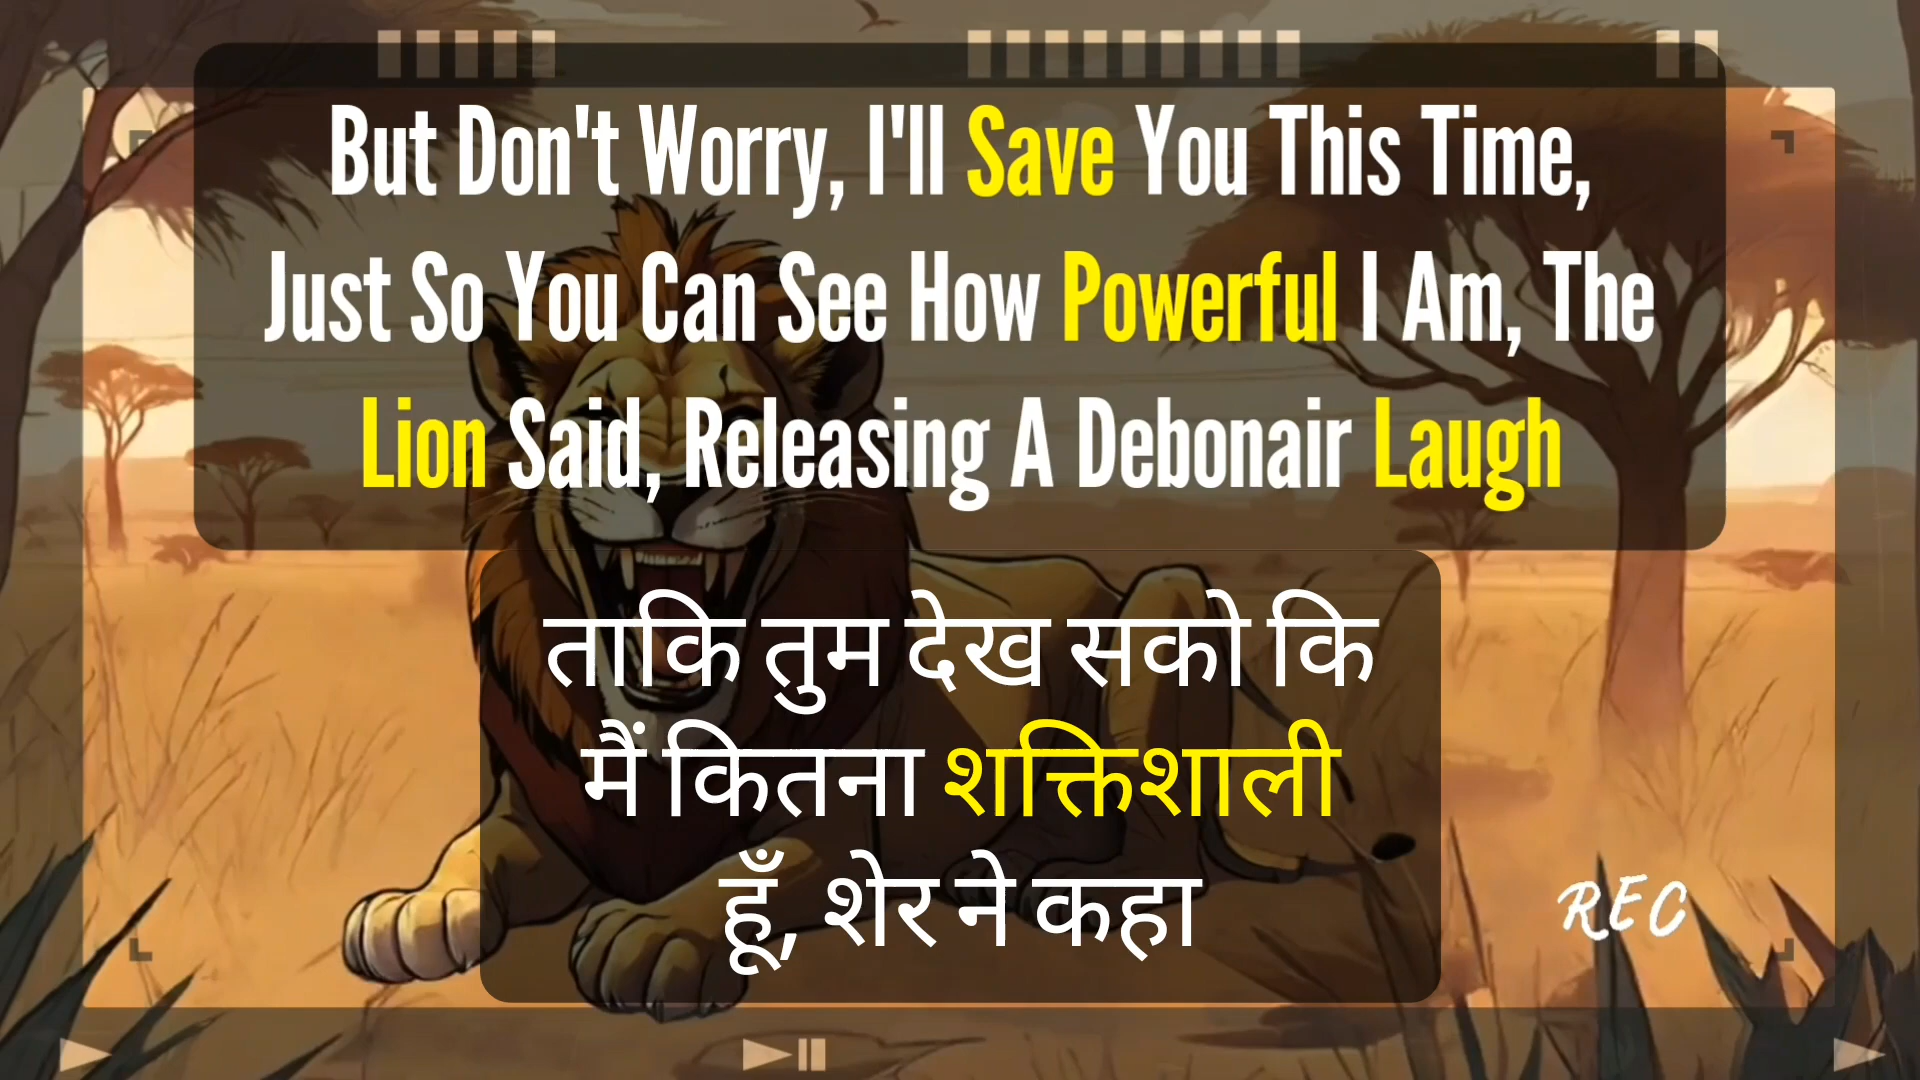 But Don't Worry, I'll Save You This Time,
Just So You Can See How Powerful I Am, The
Lion Said, Releasing A Debonair Laugh
ताकि तुम देख सको कि
मैं कितना शक्तिशाली
हूँ, शेर ने कहा
REC